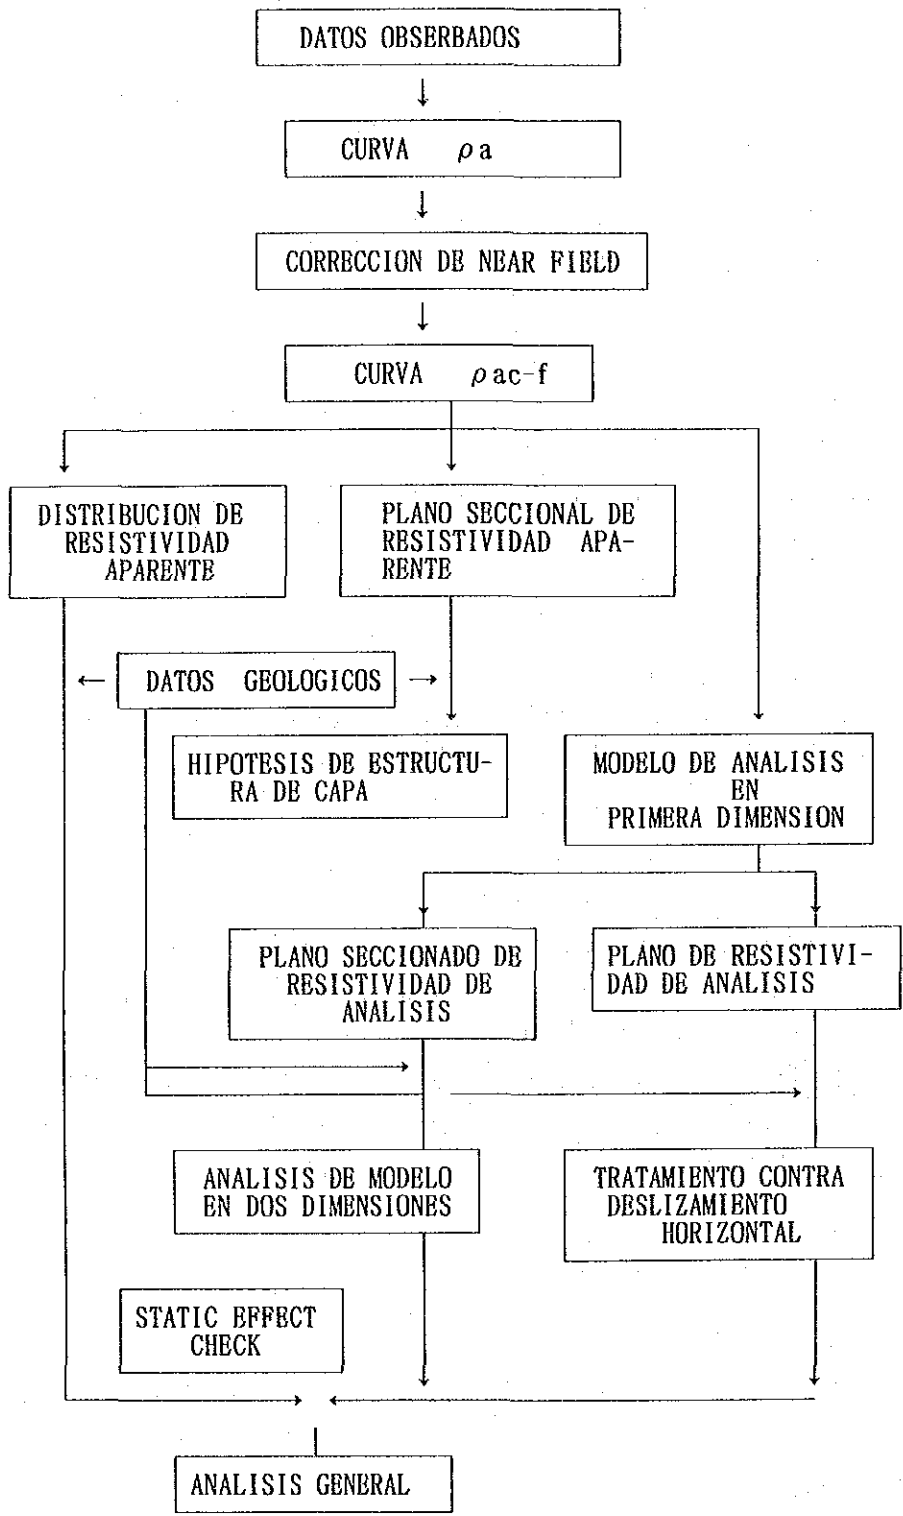 DATOS OBSERBADOS
CURVA ρa
CORRECCION DE NEAR FIELD
CURVA ρac-f
DISTRIBUCION DE
RESISTIVIDAD
APARENTE
PLANO SECCIONAL DE
RESISTIVIDAD APA-
RENTE
DATOS GEOLOGICOS
HIPOTESIS DE ESTRUCTU-
RA DE CAPA
MODELO DE ANALISIS
EN
PRIMERA DIMENSION
PLANO SECCIONADO DE
RESISTIVIDAD DE
ANALISIS
PLANO DE RESISTIVI-
DAD DE ANALISIS
ANALISIS DE MODELO
EN DOS DIMENSIONES
TRATAMIENTO CONTRA
DESLIZAMIENTO
HORIZONTAL
STATIC EFFECT
CHECK
ANALISIS GENERAL